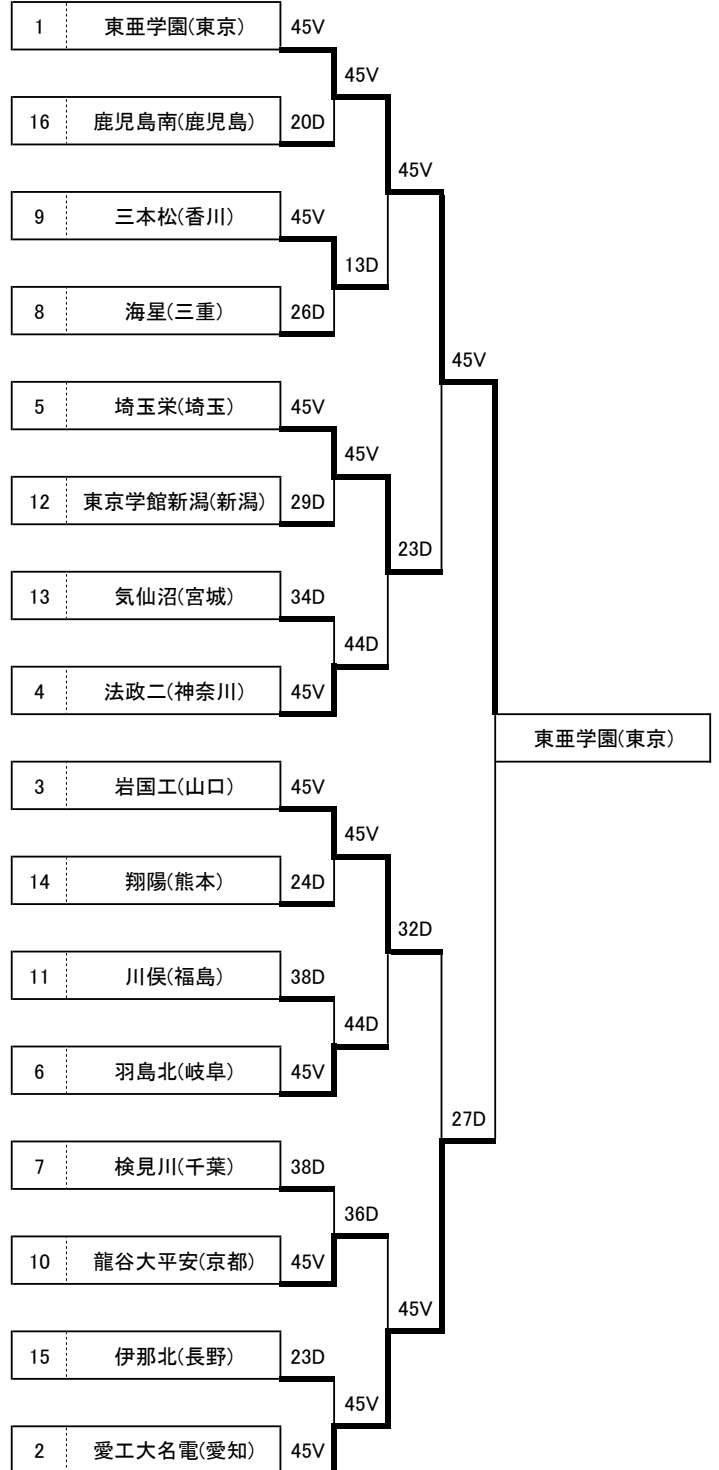 1 東亜学園(東京) 45V
45V
16 鹿児島南(鹿児島) 20D
45V
9 三本松(香川) 45V
13D
8 海星(三重) 26D
45V
5 埼玉栄(埼玉) 45V
45V
12 東京学館新潟(新潟) 29D
23D
13 気仙沼(宮城) 34D
44D
4 法政二(神奈川) 45V
東亜学園(東京)
3 岩国工(山口) 45V
45V
14 翔陽(熊本) 24D
32D
11 川俣(福島) 38D
44D
6 羽島北(岐阜) 45V
27D
7 検見川(千葉) 38D
36D
10 龍谷大平安(京都) 45V
45V
15 伊那北(長野) 23D
45V
2 愛工大名電(愛知) 45V